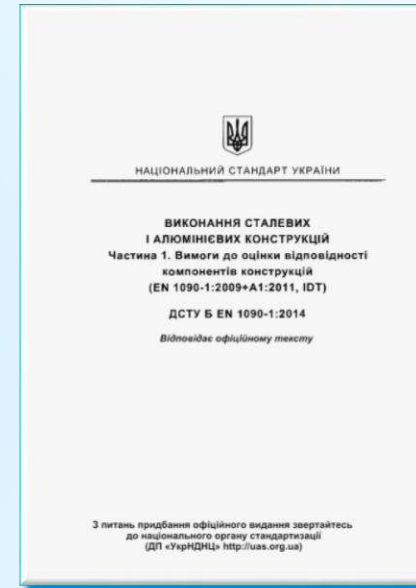 НАЦІОНАЛЬНИЙ СТАНДАРТ УКРАЇНИ
ВИКОНАННЯ СТАЛЕВИХ
І АЛЮМІНІЄВИХ КОНСТРУКЦІЙ
Частина 1. Вимоги до оцінки відповідності
компонентів конструкцій
(EN 1090-1:2009+A1:2011, IDT)
ДСТУ Б EN 1090-1:2014
Відповідає офіційному тексту
З питань придбання офіційного видання звертайтесь
до національного органу стандартизації
(ДП «УкрНДНЦ» http://uas.org.ua)